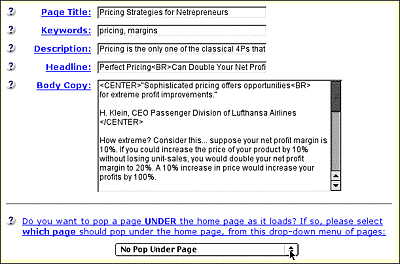 Page Title: Pricing Strategies for Netrepreneurs
Keywords: pricing, margins
Description: Pricing is the only one of the classical 4Ps that
Headline: Perfect Pricing<BR>Can Double Your Net Profi
Body Copy: <CENTER>"Sophisticated pricing offers opportunities<BR>
for extreme profit improvements."
H. Klein, CEO Passenger Division of Lufthansa Airlines
</CENTER>
How extreme? Consider this... suppose your net profit margin is
10%. If you could increase the price of your product by 10%
without losing unit-sales, you would double your net profit
margin to 20%. A 10% increase in price would increase your
profits by 100%.
Do you want to pop a page UNDER the home page as it loads? If so, please select
which page should pop under the home page, from this drop-down menu of pages:
No Pop Under Page